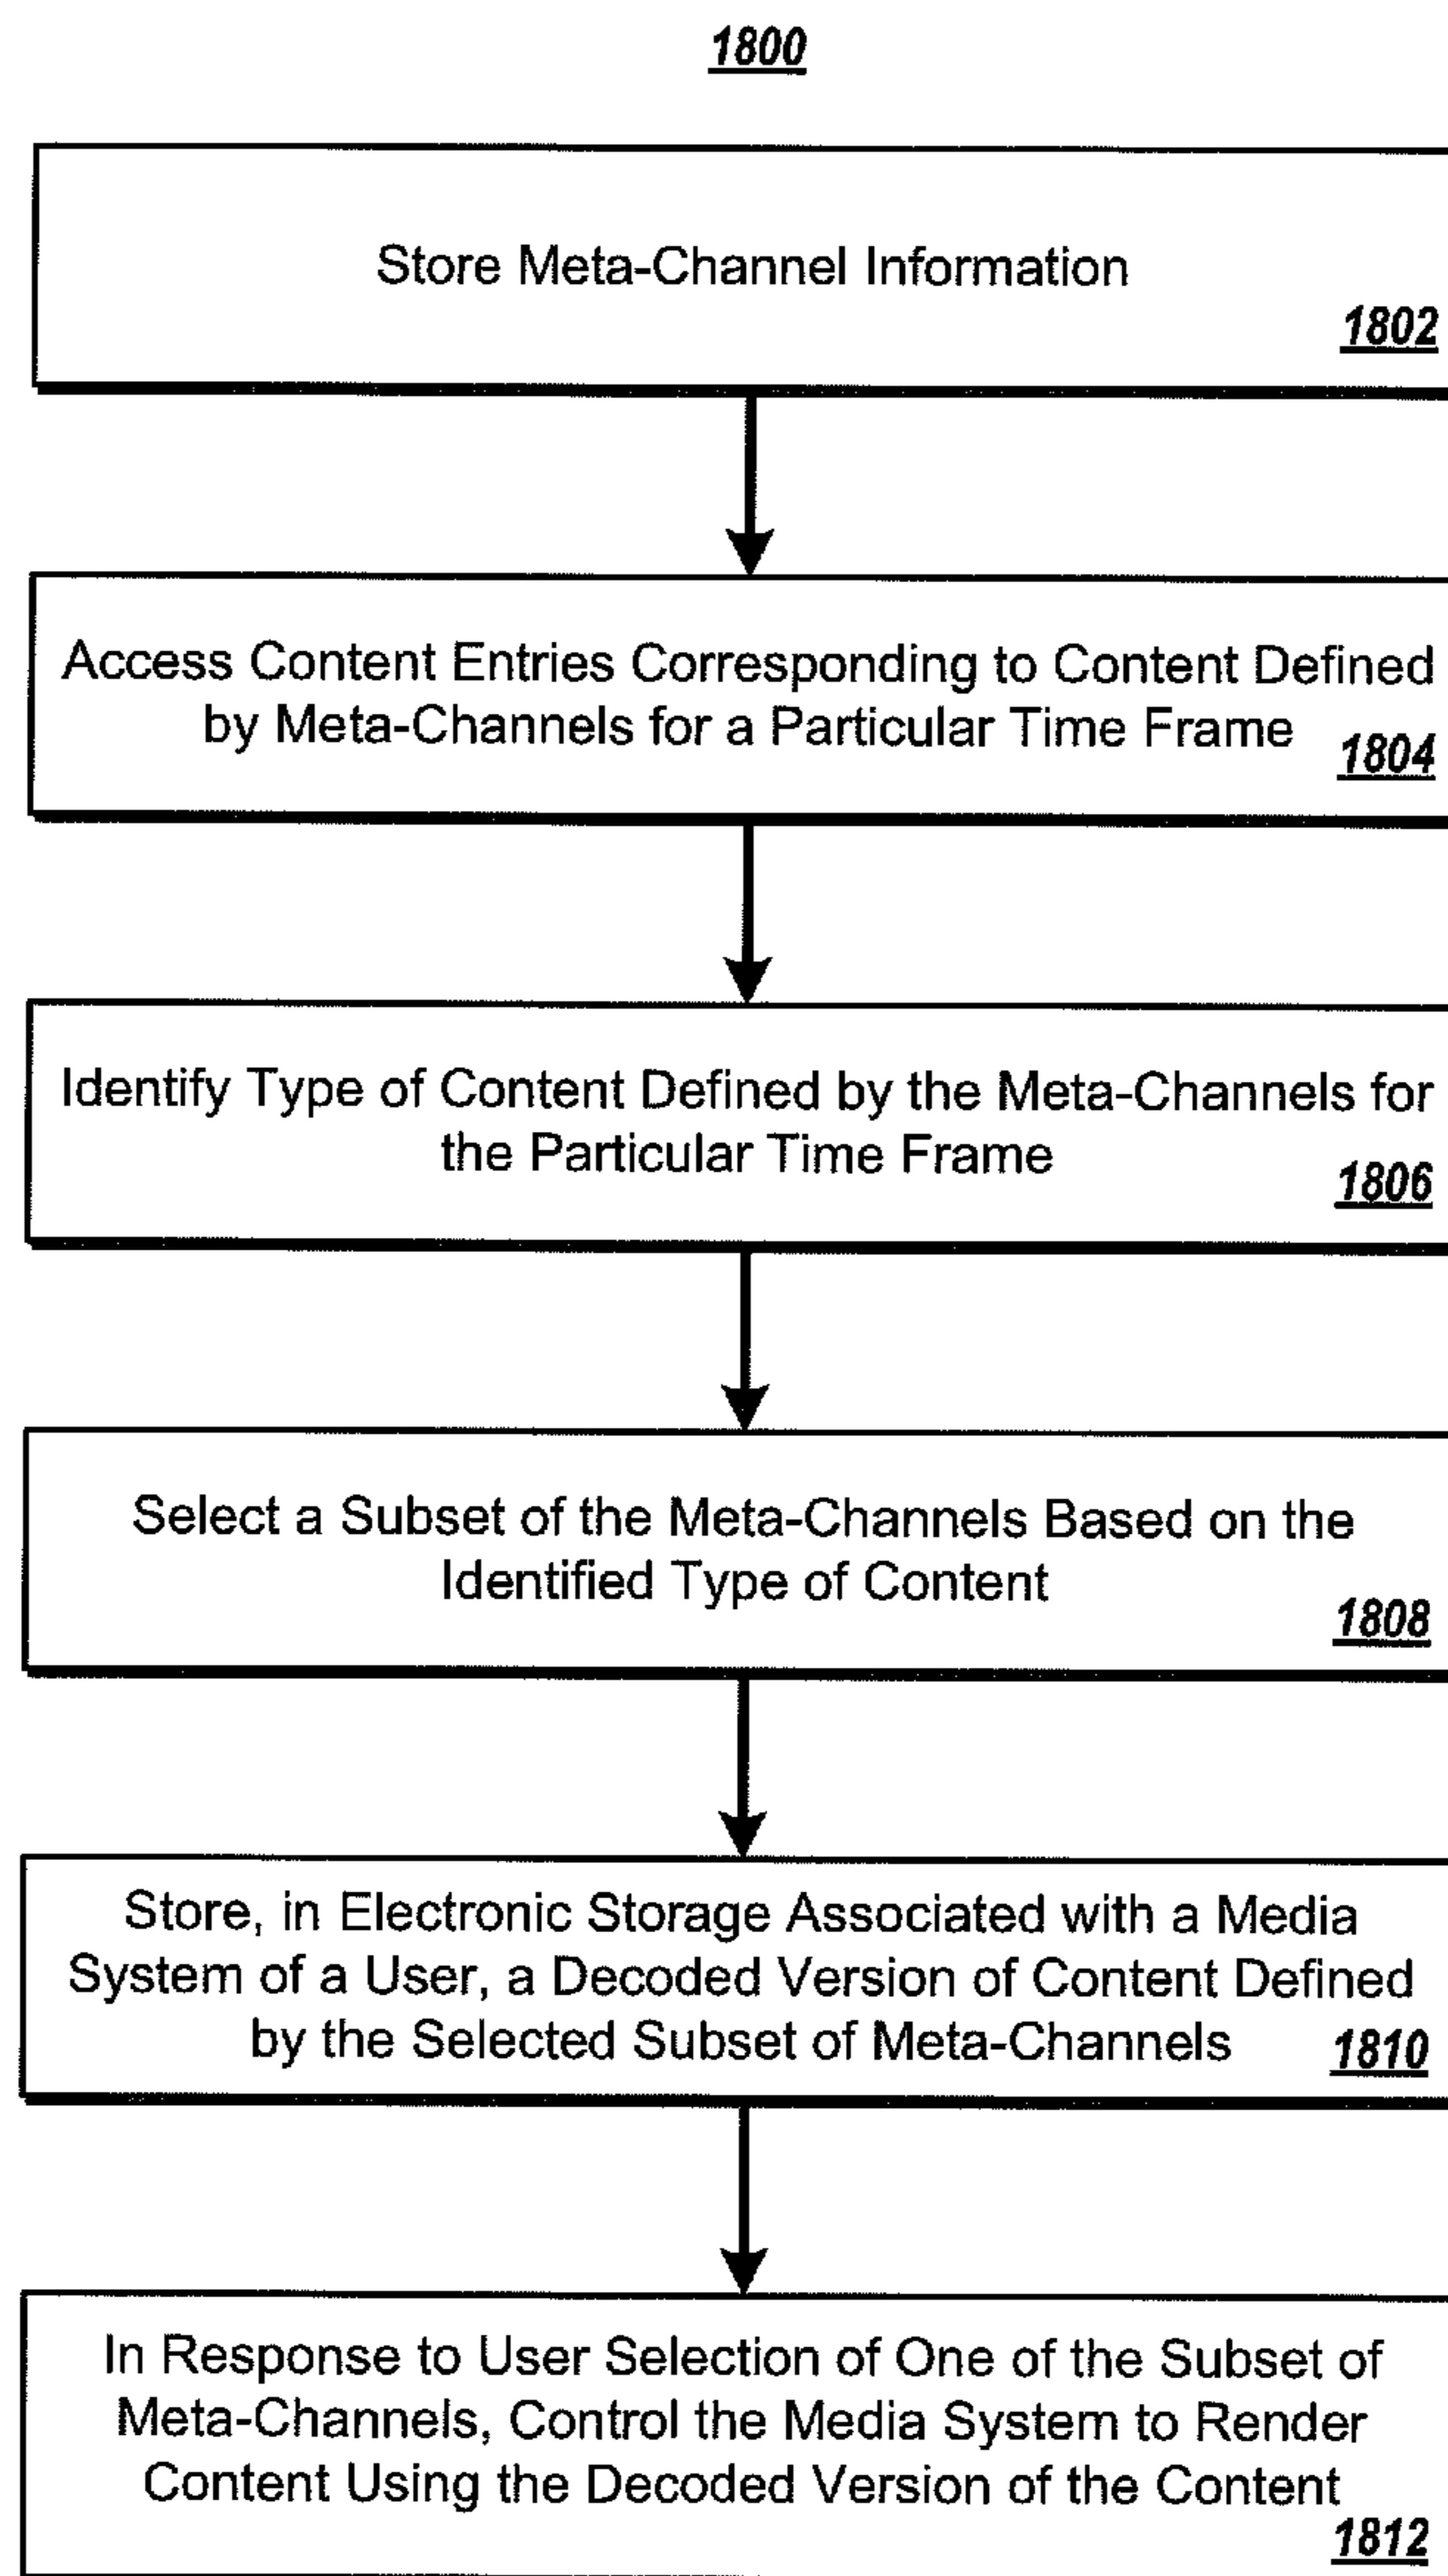 1800
Store Meta-Channel Information
1802
Access Content Entries Corresponding to Content Defined
by Meta-Channels for a Particular Time Frame
1804
Identify Type of Content Defined by the Meta-Channels for
the Particular Time Frame
1806
Select a Subset of the Meta-Channels Based on the
Identified Type of Content
1808
Store, in Electronic Storage Associated with a Media
System of a User, a Decoded Version of Content Defined
by the Selected Subset of Meta-Channels
1810
In Response to User Selection of One of the Subset of
Meta-Channels, Control the Media System to Render
Content Using the Decoded Version of the Content
1812